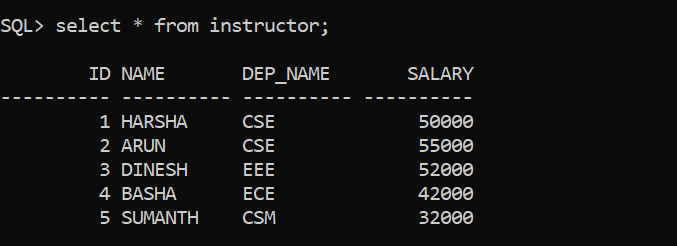 SQL> select * from instructor;
ID NAME DEP_NAME SALARY
---------- ---------- ---------- ----------
1 HARSHA CSE 50000
2 ARUN CSE 55000
3 DINESH EEE 52000
4 BASHA ECE 42000
5 SUMANTH CSM 32000